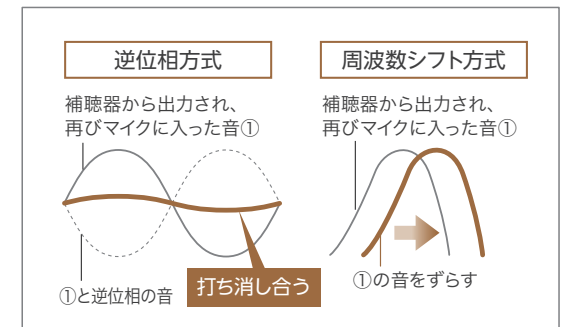 逆位相方式
補聴器から出力され、
再びマイクに入った音①
①と逆位相の音
打ち消し合う
周波数シフト方式
補聴器から出力され、
再びマイクに入った音①
①の音をずらす